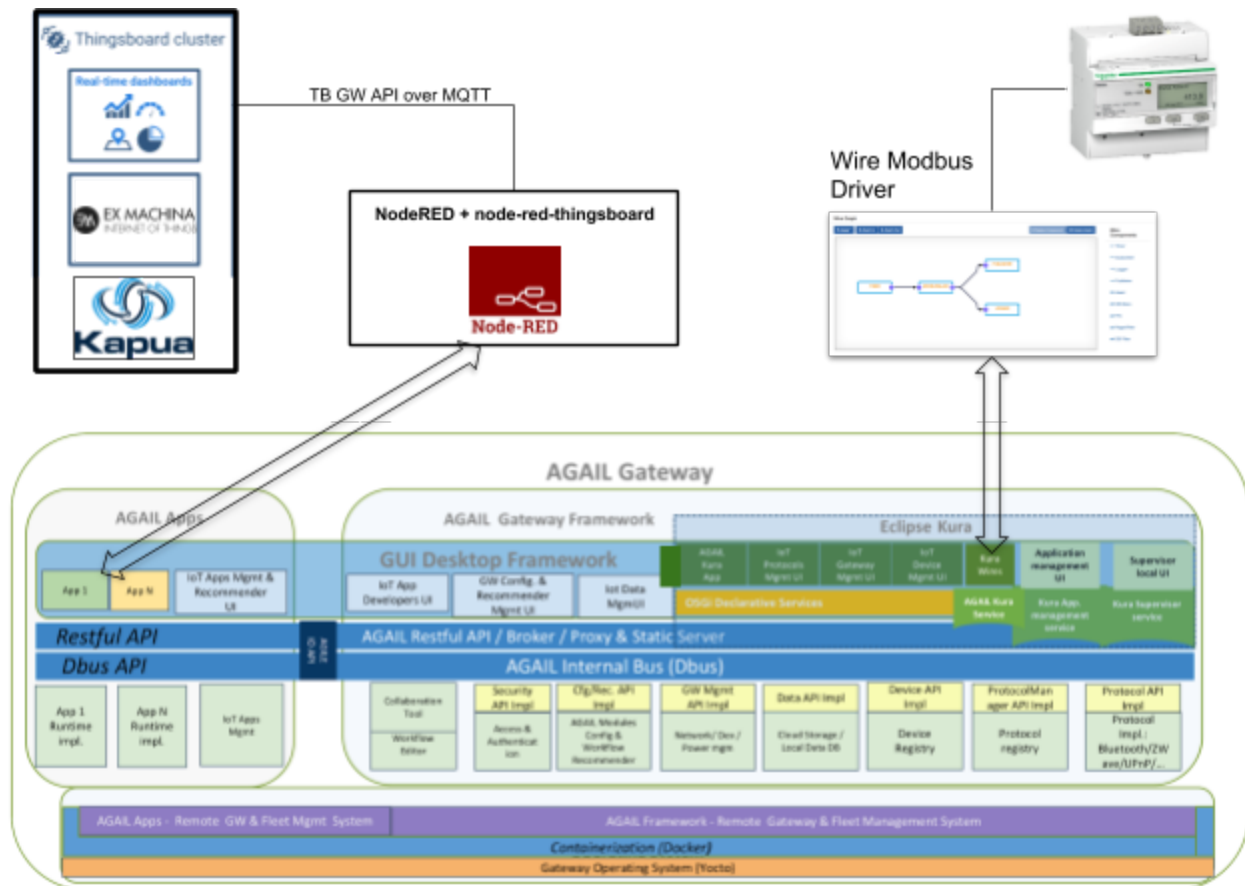 Thingsboard cluster
Real-time dashboards
EX MACHINA
INTERNET OF THINGS
Kapua
TB GW API over MQTT
NodeRED + node-red-thingsboard
Node-RED
Wire Modbus
Driver
AGAIL Gateway
AGAIL Apps
AGAIL Gateway Framework
Eclipse Kura
GUI Desktop Framework
App 1
App N
IoT Apps Mgmt &
Recommender
UI
IoT App
Developers UI
GW Config. &
Recommender
Mgmt UI
Iot Data
MgmUI
AGAIL
Kura
App
IoT
Protocols
Mgmt UI
IoT
Gateway
Mgmt UI
IoT
Device
Mgmt UI
Kura
Wires
Application
management
UI
Supervisor
local UI
OSGI Declarative Services
AGAIL Kura
Service
Kura App.
management
service
Kura Supervisor
service
Restful API
AGAIL Restful API / Broker / Proxy & Static Server
Dbus API
AGAIL Internal Bus (Dbus)
App 1
Runtime
impl.
App N
Runtime
impl.
IoT Apps
Mgmt
Collaboration
Tool
Workflow
Editor
Security
API Impl
Access &
Authenticat
ion
Cfg/Rec. API
Impl
AGAIL Modules
Config &
Workflow
Recommender
GW Mgmt
API Impl
Network/ Dev /
Power mgm
Data API Impl
Cloud Storage /
Local Data DB
Device API
Impl
Device
Registry
ProtocolMan
ager API Impl
Protocol
registry
Protocol API
Impl
Protocol
Impl.:
Bluetooth/ZW
ave/UPnP/...
AGAIL Apps - Remote GW & Fleet Mgmt System
AGAIL Framework - Remote Gateway & Fleet Management System
Containerization (Docker)
Gateway Operating System (Yocto)